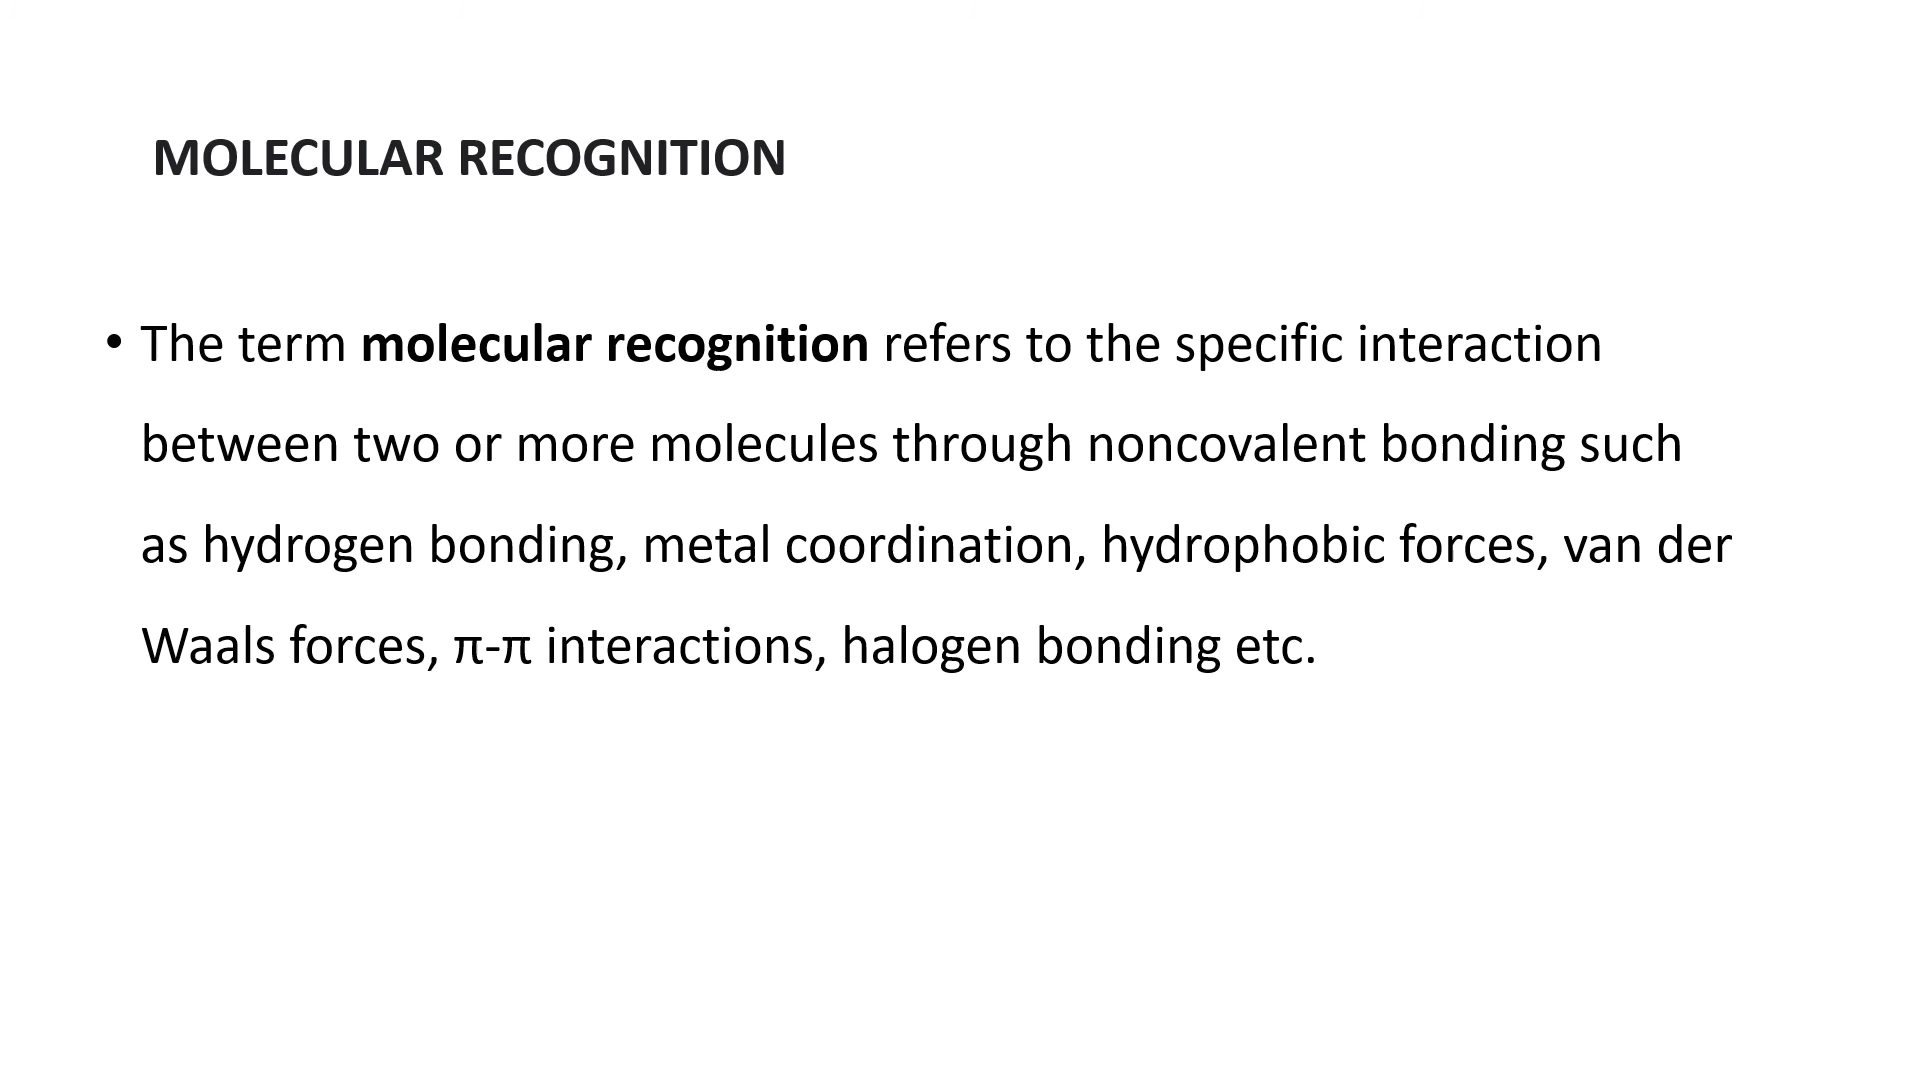 MOLECULAR RECOGNITION
• The term molecular recognition refers to the specific interaction
between two or more molecules through noncovalent bonding such
as hydrogen bonding, metal coordination, hydrophobic forces, van der
Waals forces, π-π interactions, halogen bonding etc.